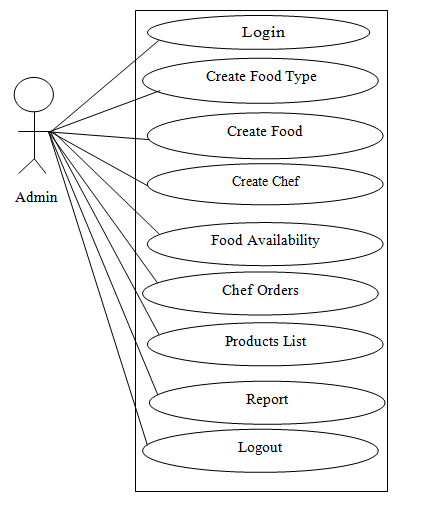 Login
Create Food Type
Create Food
Create Chef
Admin
Food Availability
Chef Orders
Products List
Report
Logout